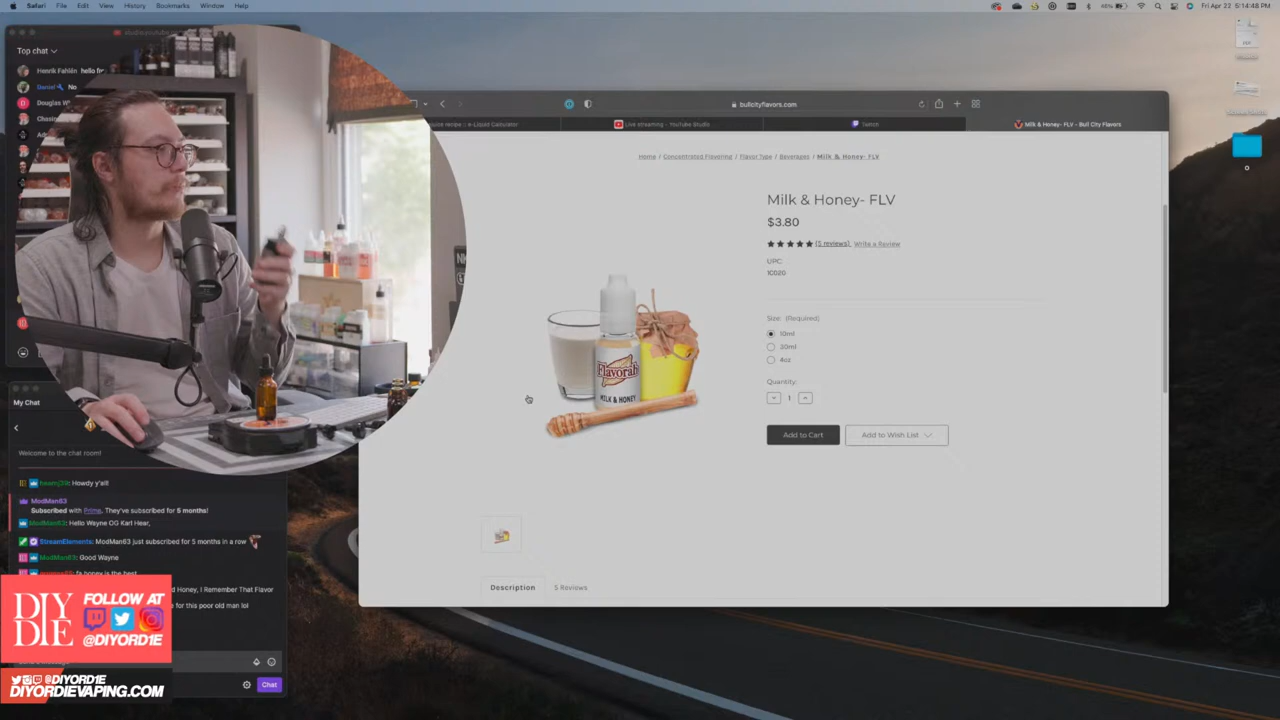 Safari File Edit View History Bookmarks Window Help
Fri Apr 22 5:14:48 PM
Top chat
Henrik Fahlén hello
Daniel No
Douglas W
My Chat
Welcome to the chat room!
Howdy y'all!
ModMan63
Subscribed with Prime. They've subscribed for 5 months!
ModMan63: Hello Wayne OG Karl Hear,
StreamElements: ModMan63 just subscribed for 5 months in a row
ModMan63: Good Wayne
fa honey is the best
d Honey, I Remember That Flavor
for this poor old man lol
Chat
DIY DIE
FOLLOW AT
@DIYORD1E
@DIYORD1E
DIYORDIEVAPING.COM
bullcityflavors.com
recipe :: e-Liquid Calculator
Live streaming - YouTube Studio
Twitch
Milk & Honey- FLV - Bull City Flavors
Home / Concentrated Flavoring / Flavor Type / Beverages / Milk & Honey- FLV
Milk & Honey- FLV
$3.80
(5 reviews) Write a Review
UPC:
10020
Size: (Required)
10ml
30ml
4oz
Quantity:
1
Add to Cart
Add to Wish List
Flavorah
MILK & HONEY
Description
5 Reviews